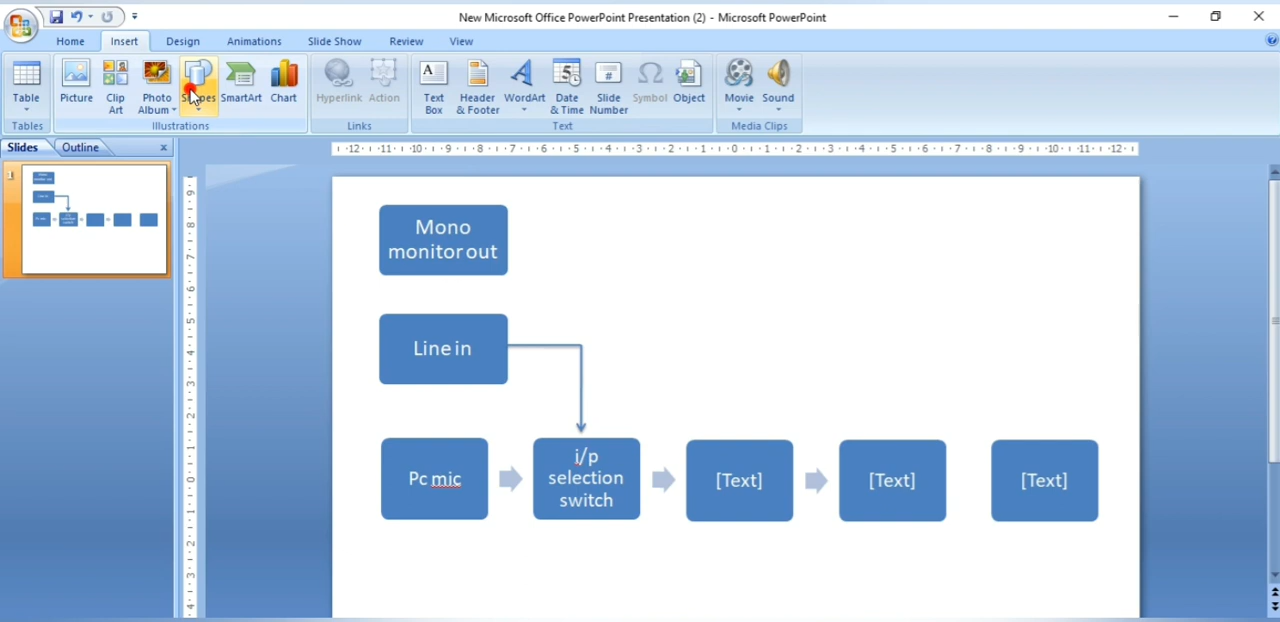 New Microsoft Office PowerPoint Presentation (2) - Microsoft PowerPoint
Home Insert Design Animations Slide Show Review View
Table Picture Clip Art Photo Album Shapes SmartArt Chart Hyperlink Action Text Box Header & Footer WordArt Date & Time Slide Number Symbol Object Movie Sound
Tables Illustrations Links Text Media Clips
Slides Outline
1
Mono
monitor out
Line in
Pc mic
i/p
selection
switch
[Text]
[Text]
[Text]